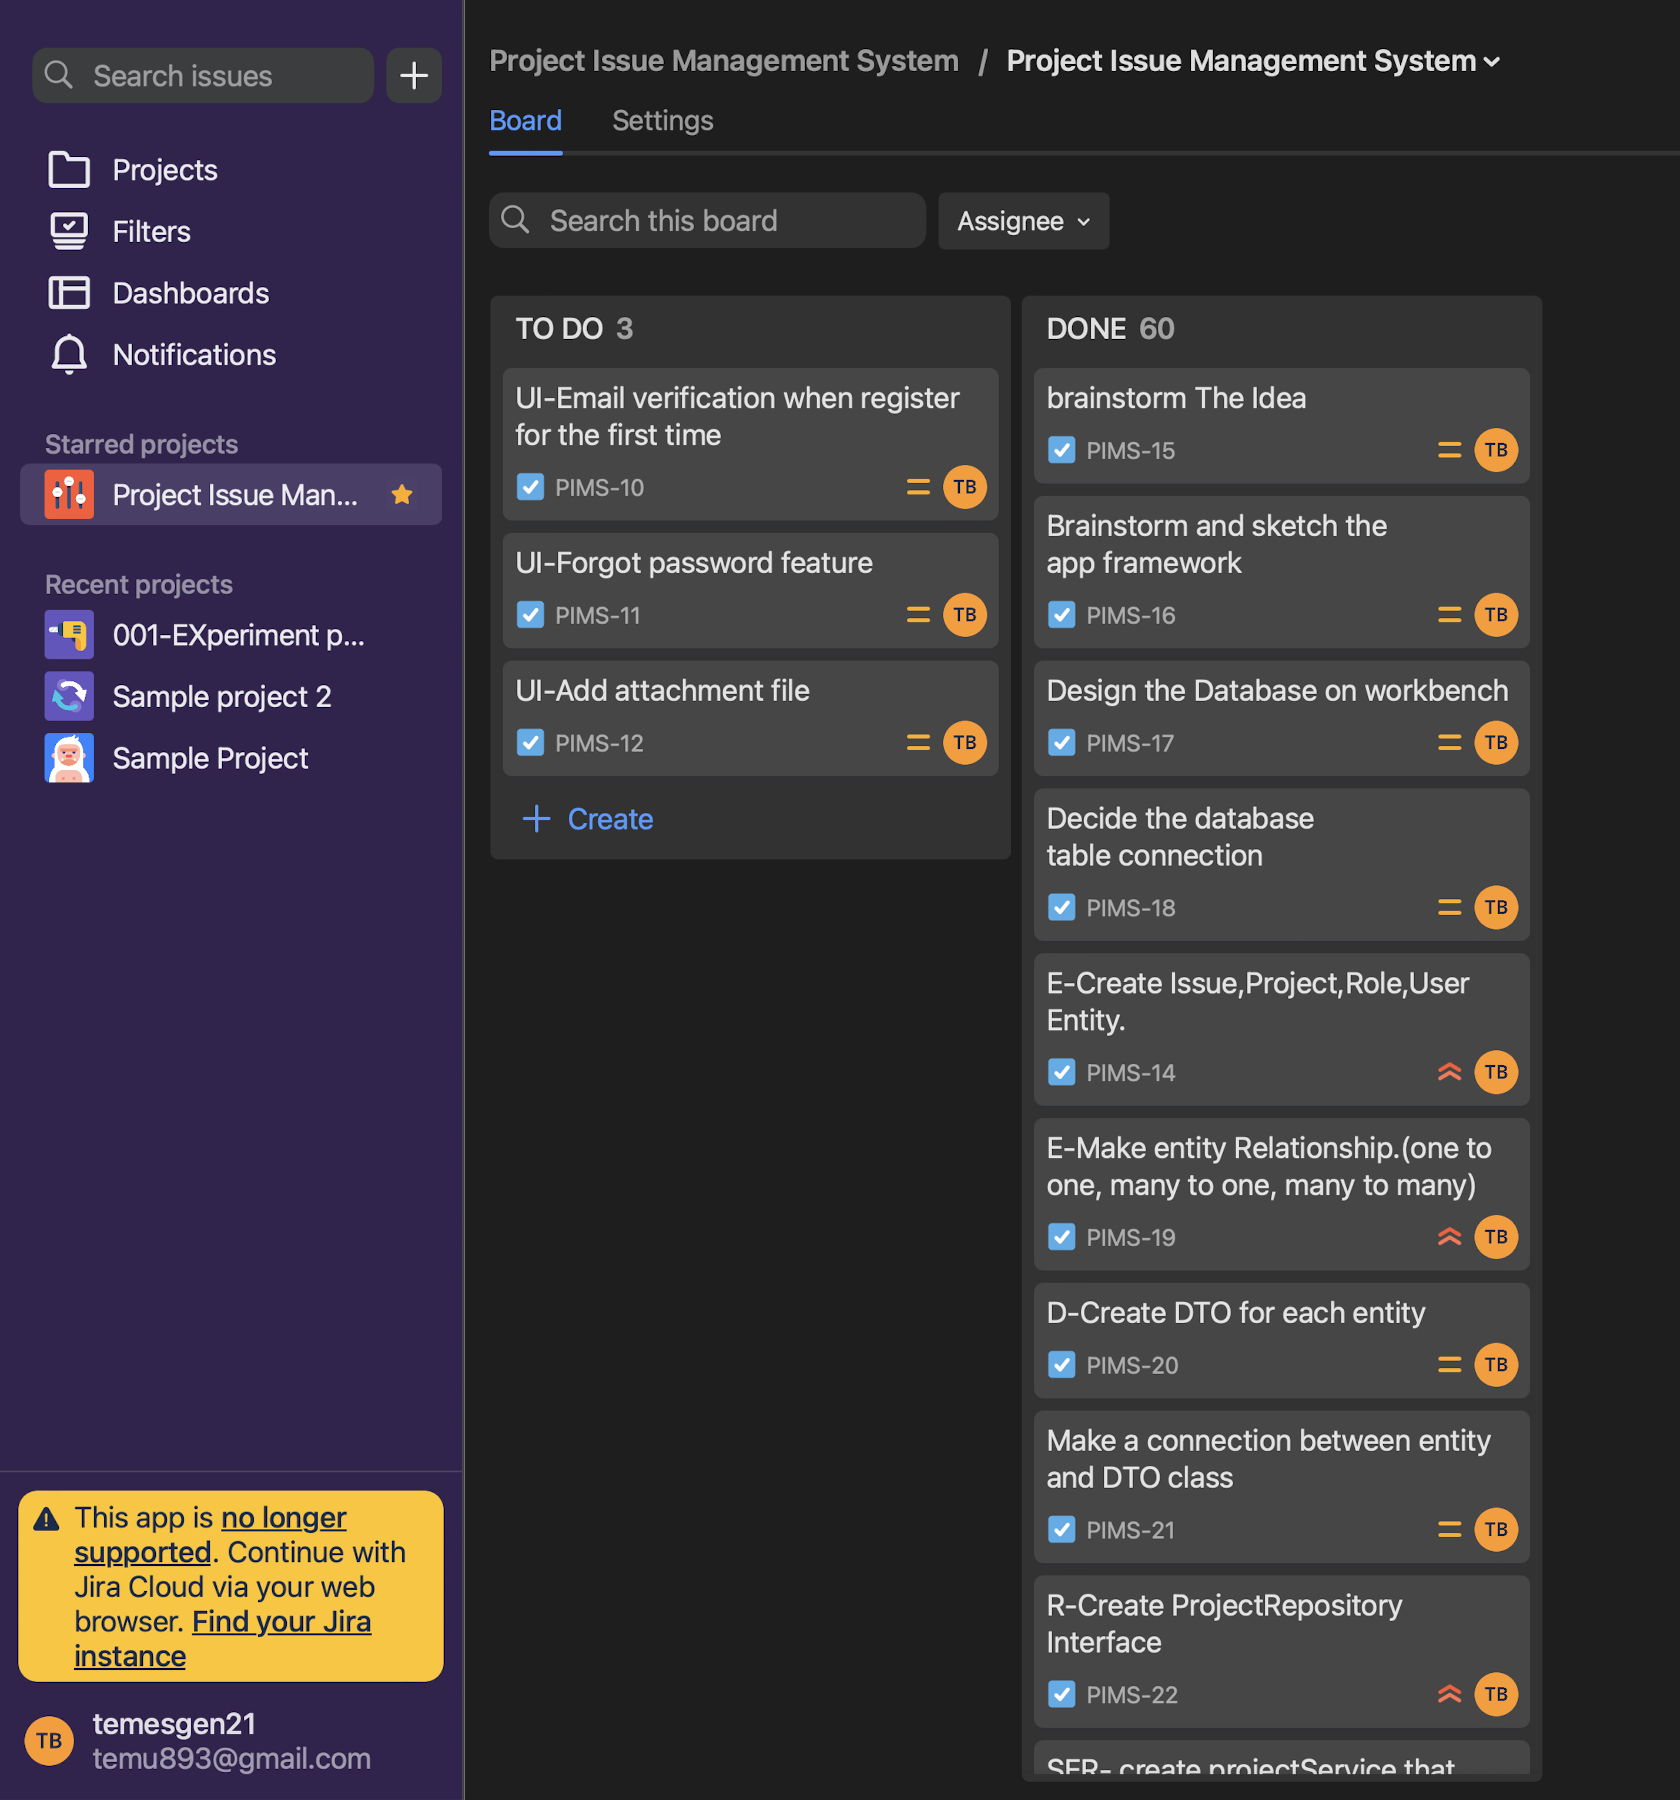 Search issues
Projects
Filters
Dashboards
Notifications
Starred projects
Project Issue Man...
Recent projects
001-EXperiment p...
Sample project 2
Sample Project
This app is no longer
supported. Continue with
Jira Cloud via your web
browser. Find your Jira
instance
TB
temesgen21
temu893@gmail.com
Project Issue Management System / Project Issue Management System
Board Settings
Search this board
Assignee
TO DO 3
UI-Email verification when register
for the first time
PIMS-10 TB
UI-Forgot password feature
PIMS-11 TB
UI-Add attachment file
PIMS-12 TB
Create
DONE 60
brainstorm The Idea
PIMS-15 TB
Brainstorm and sketch the
app framework
PIMS-16 TB
Design the Database on workbench
PIMS-17 TB
Decide the database
table connection
PIMS-18 TB
E-Create Issue,Project,Role,User
Entity.
PIMS-14 TB
E-Make entity Relationship.(one to
one, many to one, many to many)
PIMS-19 TB
D-Create DTO for each entity
PIMS-20 TB
Make a connection between entity
and DTO class
PIMS-21 TB
R-Create ProjectRepository
Interface
PIMS-22 TB
SER- create projectService that